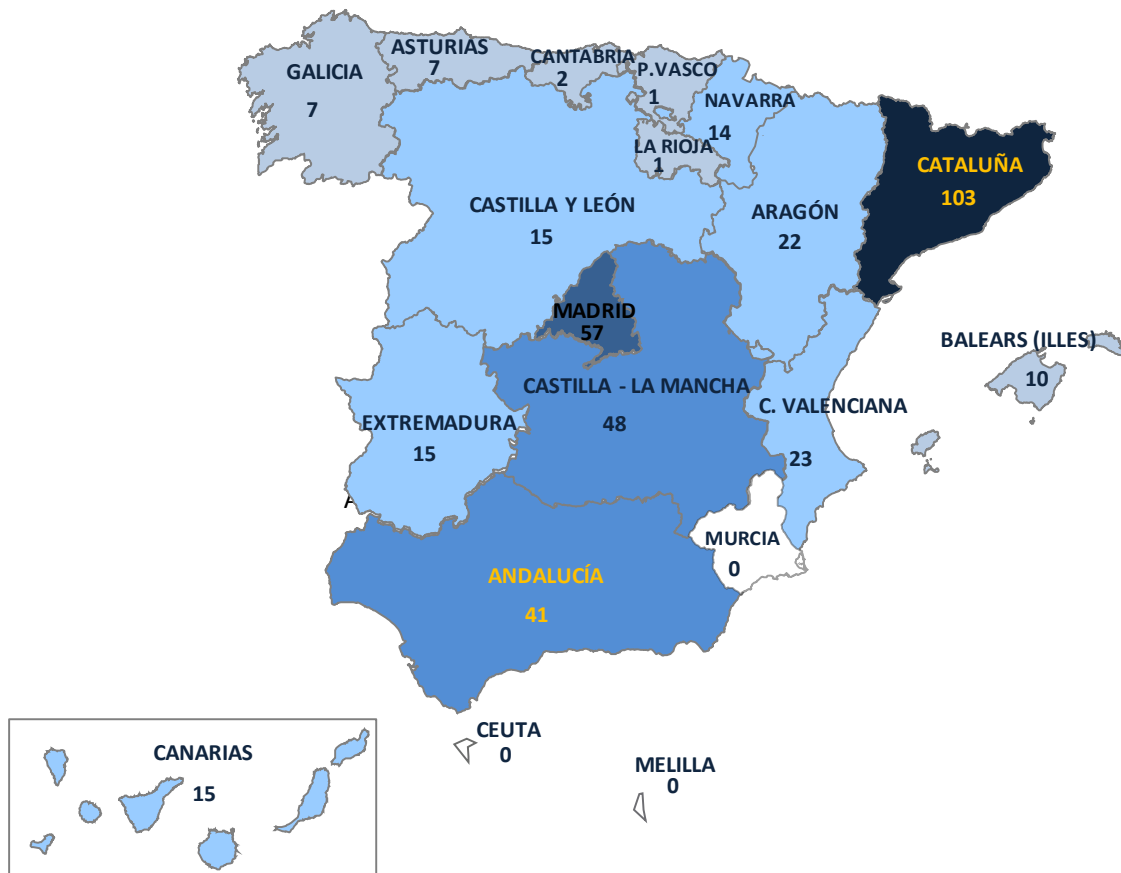 ASTURIAS
7
CANTABRIA
2
P.VASCO
1
GALICIA
7
NAVARRA
14
LA RIOJA
1
CATALUÑA
103
CASTILLA Y LEÓN
15
ARAGÓN
22
MADRID
57
BALEARS (ILLES)
10
CASTILLA - LA MANCHA
48
C. VALENCIANA
23
EXTREMADURA
15
A
MURCIA
0
ANDALUCÍA
41
CEUTA
0
MELILLA
0
CANARIAS
15